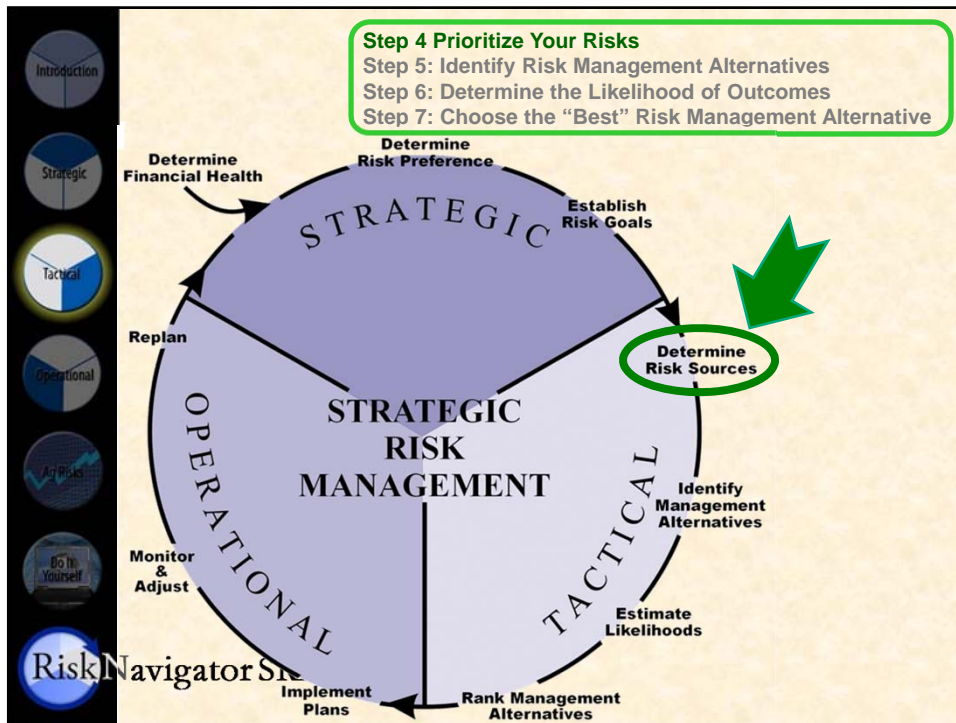 Step 4 Prioritize Your Risks
Step 5: Identify Risk Management Alternatives
Step 6: Determine the Likelihood of Outcomes
Step 7: Choose the “Best” Risk Management Alternative
Introduction
Strategic
Tactical
Operational
Ag Risks
Do It
Yourself
Risk Navigator SR
Determine
Financial Health
Determine
Risk Preference
Establish
Risk Goals
STRATEGIC
Determine
Risk Sources
Replan
STRATEGIC
RISK
MANAGEMENT
OPERATIONAL
TACTICAL
Identify
Management
Alternatives
Monitor
&
Adjust
Estimate
Likelihoods
Implement
Plans
Rank Management
Alternatives